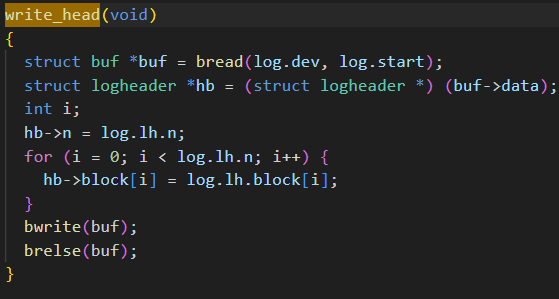 write_head(void)
{
  struct buf *buf = bread(log.dev, log.start);
  struct logheader *hb = (struct logheader *) (buf->data);
  int i;
  hb->n = log.lh.n;
  for (i = 0; i < log.lh.n; i++) {
    hb->block[i] = log.lh.block[i];
  }
  bwrite(buf);
  brelse(buf);
}